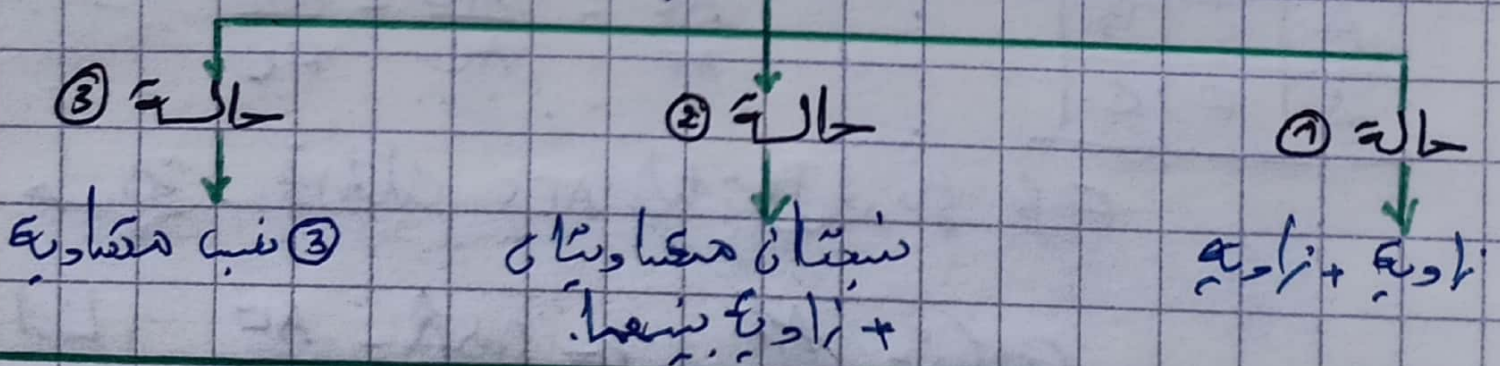 حالة ①
حالة ②
حالة ③
زاوية + زاوية
نسبتان متساويتان
+ زاوية بينهما.
③ نسب متساوية